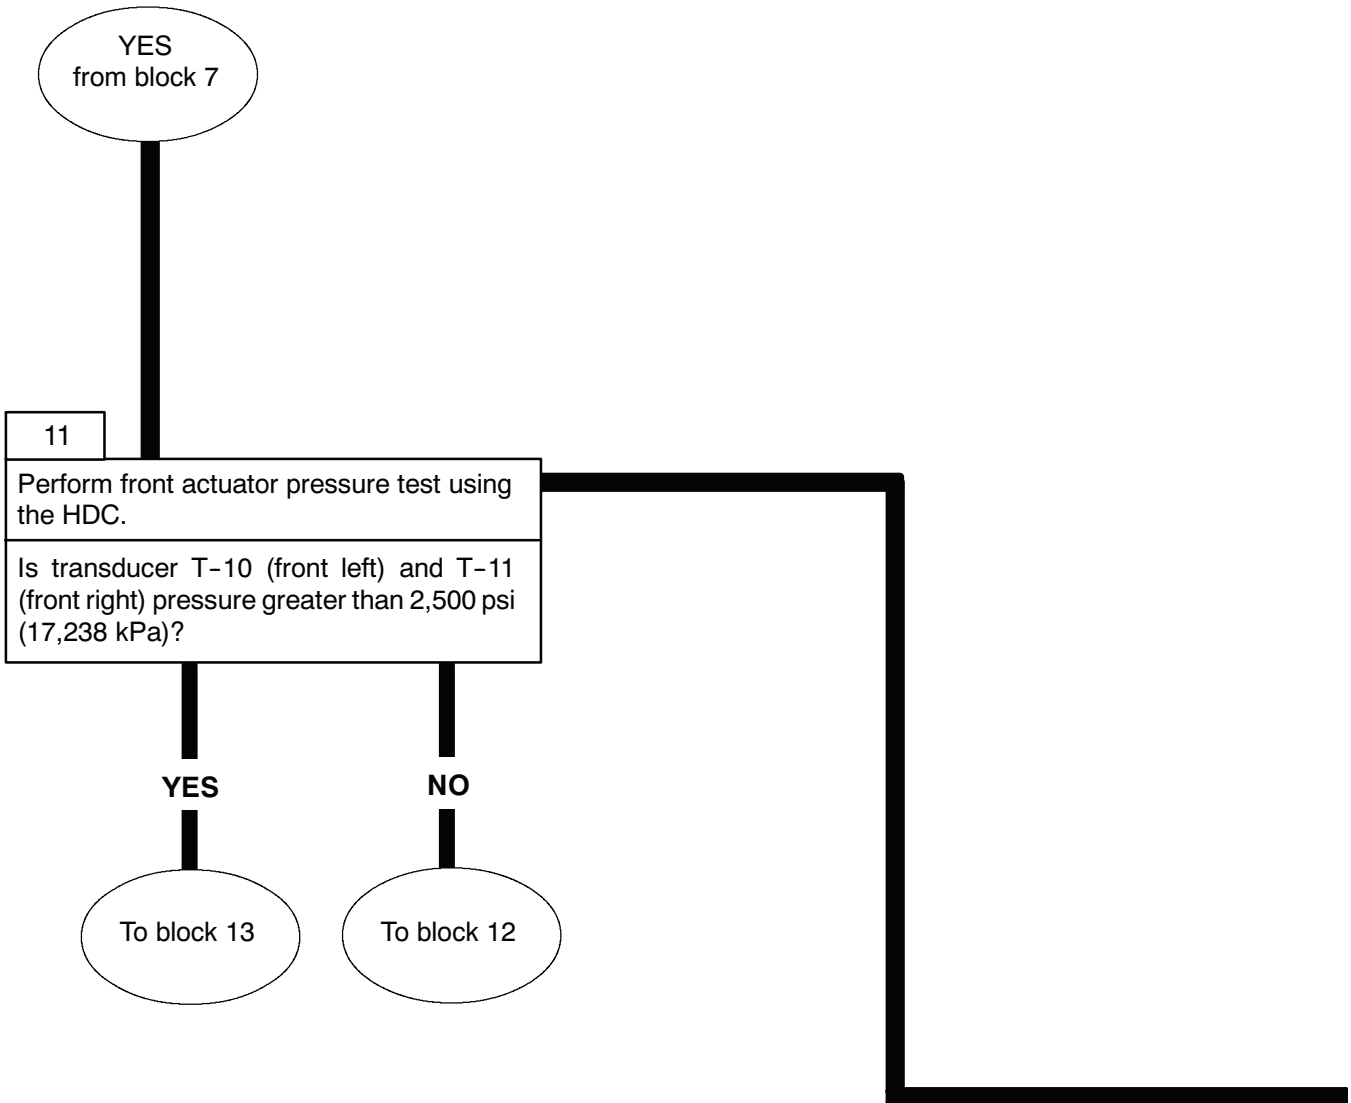 YES
from block 7
11
Perform front actuator pressure test using
the HDC.
Is transducer T-10 (front left) and T-11
(front right) pressure greater than 2,500 psi
(17,238 kPa)?
YES
NO
To block 13
To block 12